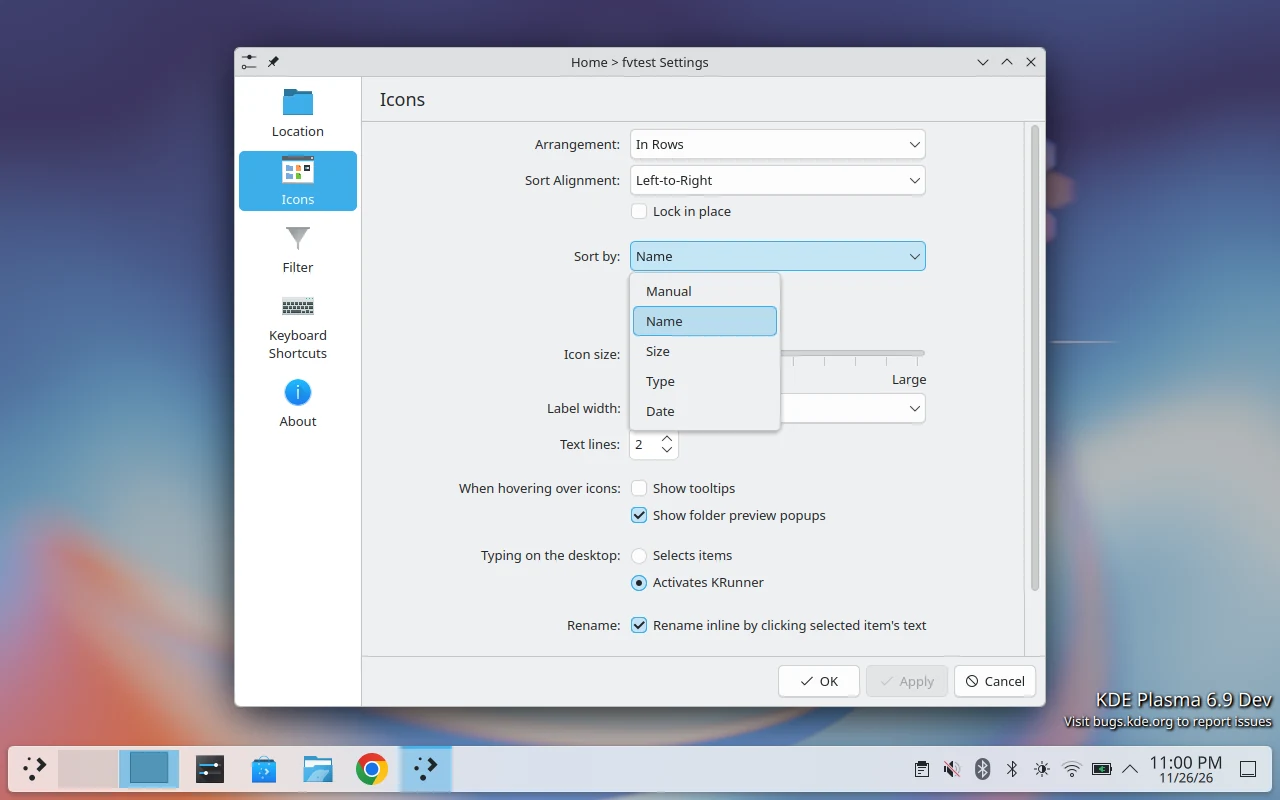 Home > fvtest Settings
Location
Icons
Filter
Keyboard
Shortcuts
About
Icons
Arrangement: In Rows
Sort Alignment: Left-to-Right
Lock in place
Sort by: Name
Manual
Name
Size
Type
Date
Icon size:
Large
Label width:
Text lines: 2
When hovering over icons: Show tooltips
Show folder preview popups
Typing on the desktop: Selects items
Activates KRunner
Rename: Rename inline by clicking selected item's text
OK
Apply
Cancel
KDE Plasma 6.9 Dev
Visit bugs.kde.org to report issues
11:00 PM
11/26/26